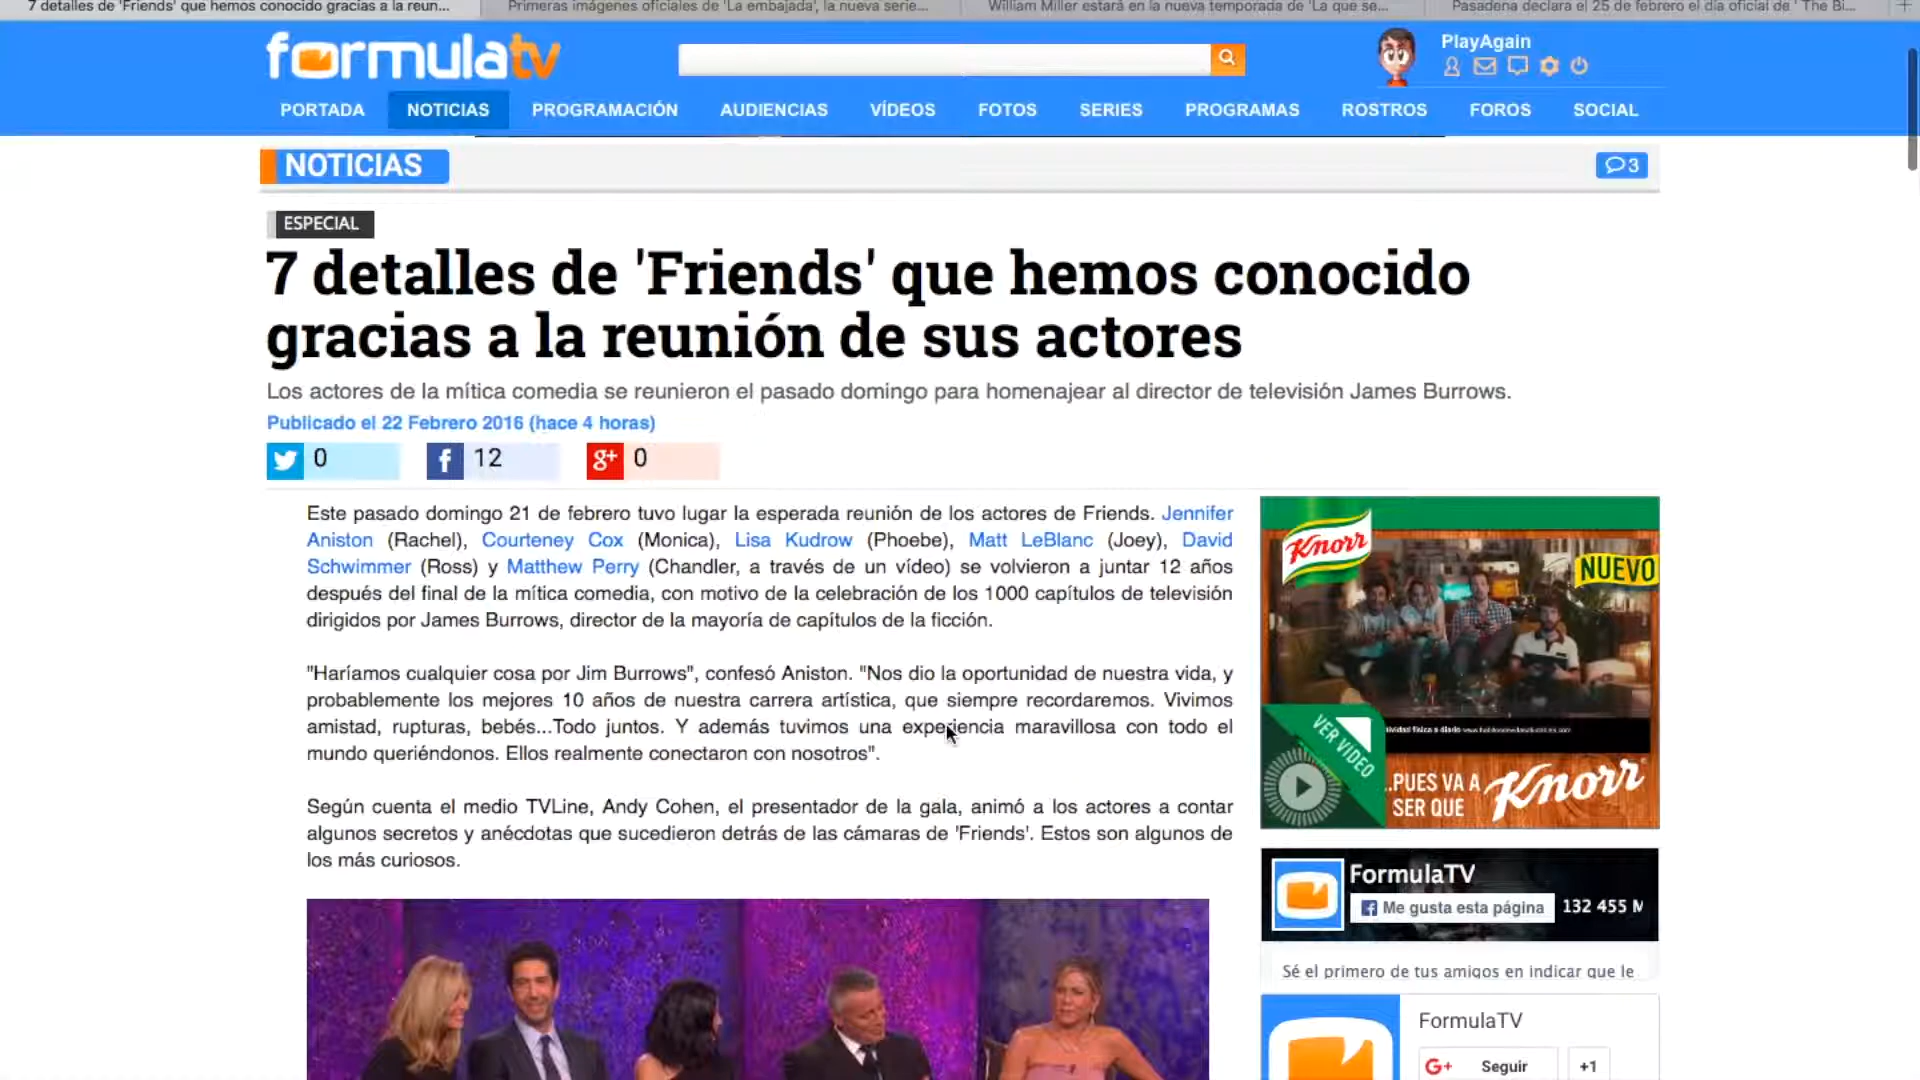 7 detalles de 'Friends' que hemos conocido gracias a la reun...
Primeras imágenes oficiales de 'La embajada', la nueva serie...
William Miller estará en la nueva temporada de 'La que se...
Pasadena declara el 25 de febrero el día oficial de ' The Bi...
formulatv
PlayAgain
PORTADA NOTICIAS PROGRAMACIÓN AUDIENCIAS VÍDEOS FOTOS SERIES PROGRAMAS ROSTROS FOROS SOCIAL
NOTICIAS
3
ESPECIAL
7 detalles de 'Friends' que hemos conocido
gracias a la reunión de sus actores
Los actores de la mítica comedia se reunieron el pasado domingo para homenajear al director de televisión James Burrows.
Publicado el 22 Febrero 2016 (hace 4 horas)
0 12 0
Este pasado domingo 21 de febrero tuvo lugar la esperada reunión de los actores de Friends. Jennifer
Aniston (Rachel), Courteney Cox (Monica), Lisa Kudrow (Phoebe), Matt LeBlanc (Joey), David
Schwimmer (Ross) y Matthew Perry (Chandler, a través de un vídeo) se volvieron a juntar 12 años
después del final de la mítica comedia, con motivo de la celebración de los 1000 capítulos de televisión
dirigidos por James Burrows, director de la mayoría de capítulos de la ficción.
"Haríamos cualquier cosa por Jim Burrows", confesó Aniston. "Nos dio la oportunidad de nuestra vida, y
probablemente los mejores 10 años de nuestra carrera artística, que siempre recordaremos. Vivimos
amistad, rupturas, bebés...Todo juntos. Y además tuvimos una experiencia maravillosa con todo el
mundo queriéndonos. Ellos realmente conectaron con nosotros".
Según cuenta el medio TVLine, Andy Cohen, el presentador de la gala, animó a los actores a contar
algunos secretos y anécdotas que sucedieron detrás de las cámaras de 'Friends'. Estos son algunos de
los más curiosos.
Knorr
NUEVO
VER VIDEO
..PUES VA A
SER QUE
Knorr
FormulaTV
Me gusta esta página
132 455 M
Sé el primero de tus amigos en indicar que le
FormulaTV
G+ Seguir
+1